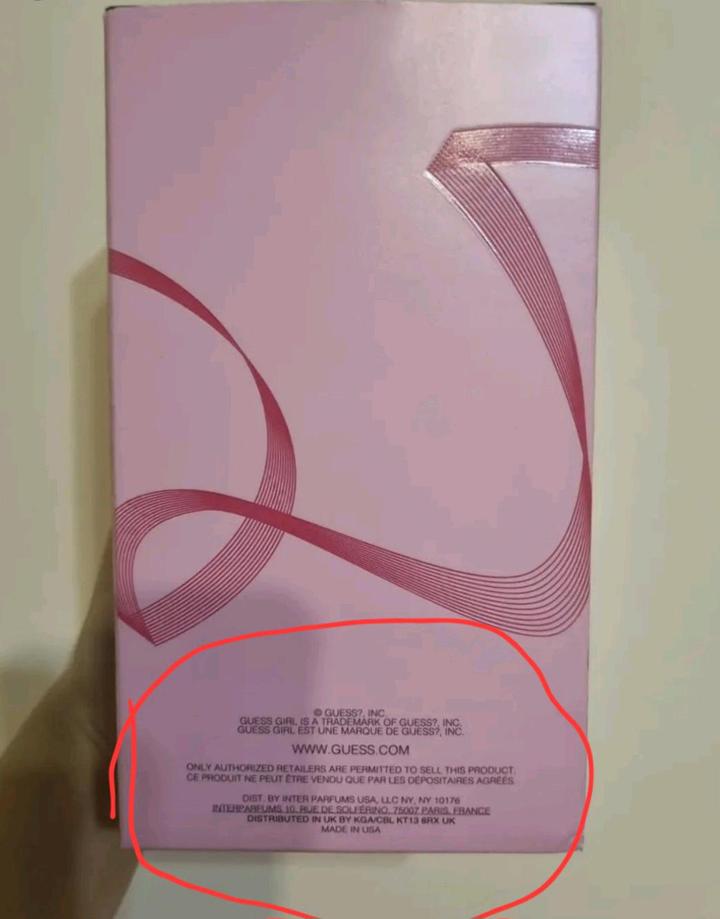 © GUESS?, INC.
GUESS GIRL IS A TRADEMARK OF GUESS?, INC.
GUESS GIRL EST UNE MARQUE DE GUESS?, INC.
WWW.GUESS.COM
ONLY AUTHORIZED RETAILERS ARE PERMITTED TO SELL THIS PRODUCT.
CE PRODUIT NE PEUT ÊTRE VENDU QUE PAR LES DÉPOSITAIRES AGRÉÉS.
DIST. BY INTER PARFUMS USA, LLC NY, NY 10176
INTERPARFUMS 10, RUE DE SOLFÉRINO, 75007 PARIS, FRANCE
DISTRIBUTED IN UK BY KGA/CBL KT13 8RX UK
MADE IN USA